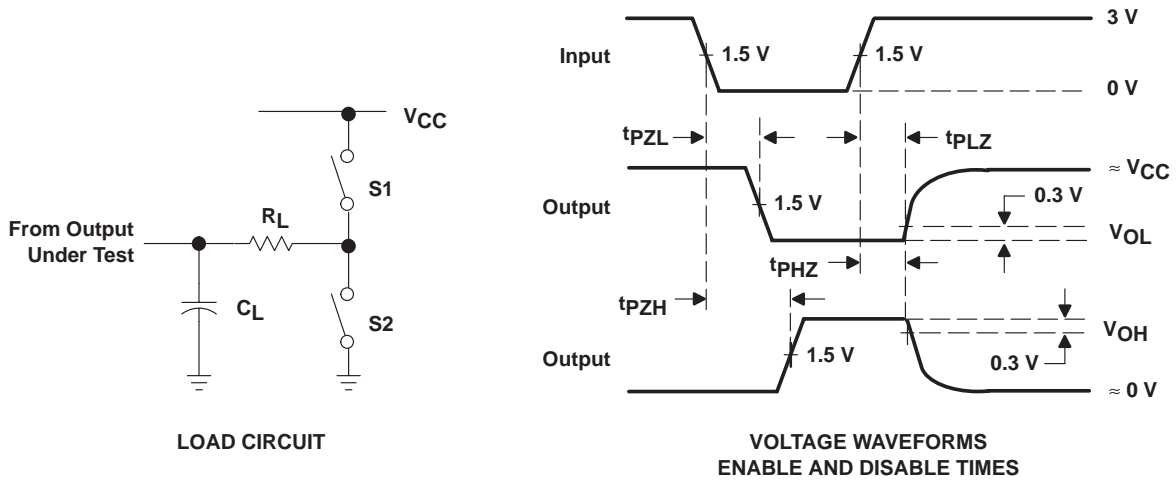 VCC
S1
RL
From Output
Under Test
CL
S2
LOAD CIRCUIT
3 V
Input
1.5 V
1.5 V
0 V
tPZL
tPLZ
≈ VCC
0.3 V
Output
1.5 V
VOL
tPHZ
tPZH
VOH
Output
1.5 V
0.3 V
≈ 0 V
VOLTAGE WAVEFORMS
ENABLE AND DISABLE TIMES